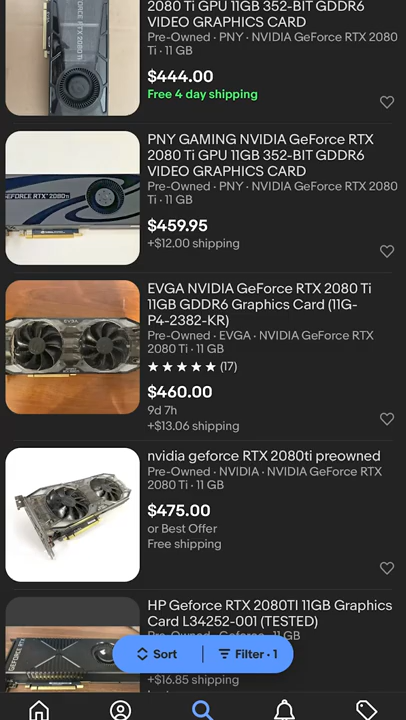 2080 Ti GPU 11GB 352-BIT GDDR6
VIDEO GRAPHICS CARD
Pre-Owned · PNY · NVIDIA GeForce RTX 2080
Ti · 11 GB
$444.00
Free 4 day shipping
PNY GAMING NVIDIA GeForce RTX
2080 Ti GPU 11GB 352-BIT GDDR6
VIDEO GRAPHICS CARD
Pre-Owned · PNY · NVIDIA GeForce RTX 2080
Ti · 11 GB
$459.95
+$12.00 shipping
EVGA NVIDIA GeForce RTX 2080 Ti
11GB GDDR6 Graphics Card (11G-
P4-2382-KR)
Pre-Owned · EVGA · NVIDIA GeForce RTX
2080 Ti · 11 GB
(17)
$460.00
9d 7h
+$13.06 shipping
nvidia geforce RTX 2080ti preowned
Pre-Owned · NVIDIA · NVIDIA GeForce RTX
2080 Ti · 11 GB
$475.00
or Best Offer
Free shipping
HP Geforce RTX 2080TI 11GB Graphics
Card L34252-001 (TESTED)
11 GB
+$16.85 shipping
Sort
Filter · 1